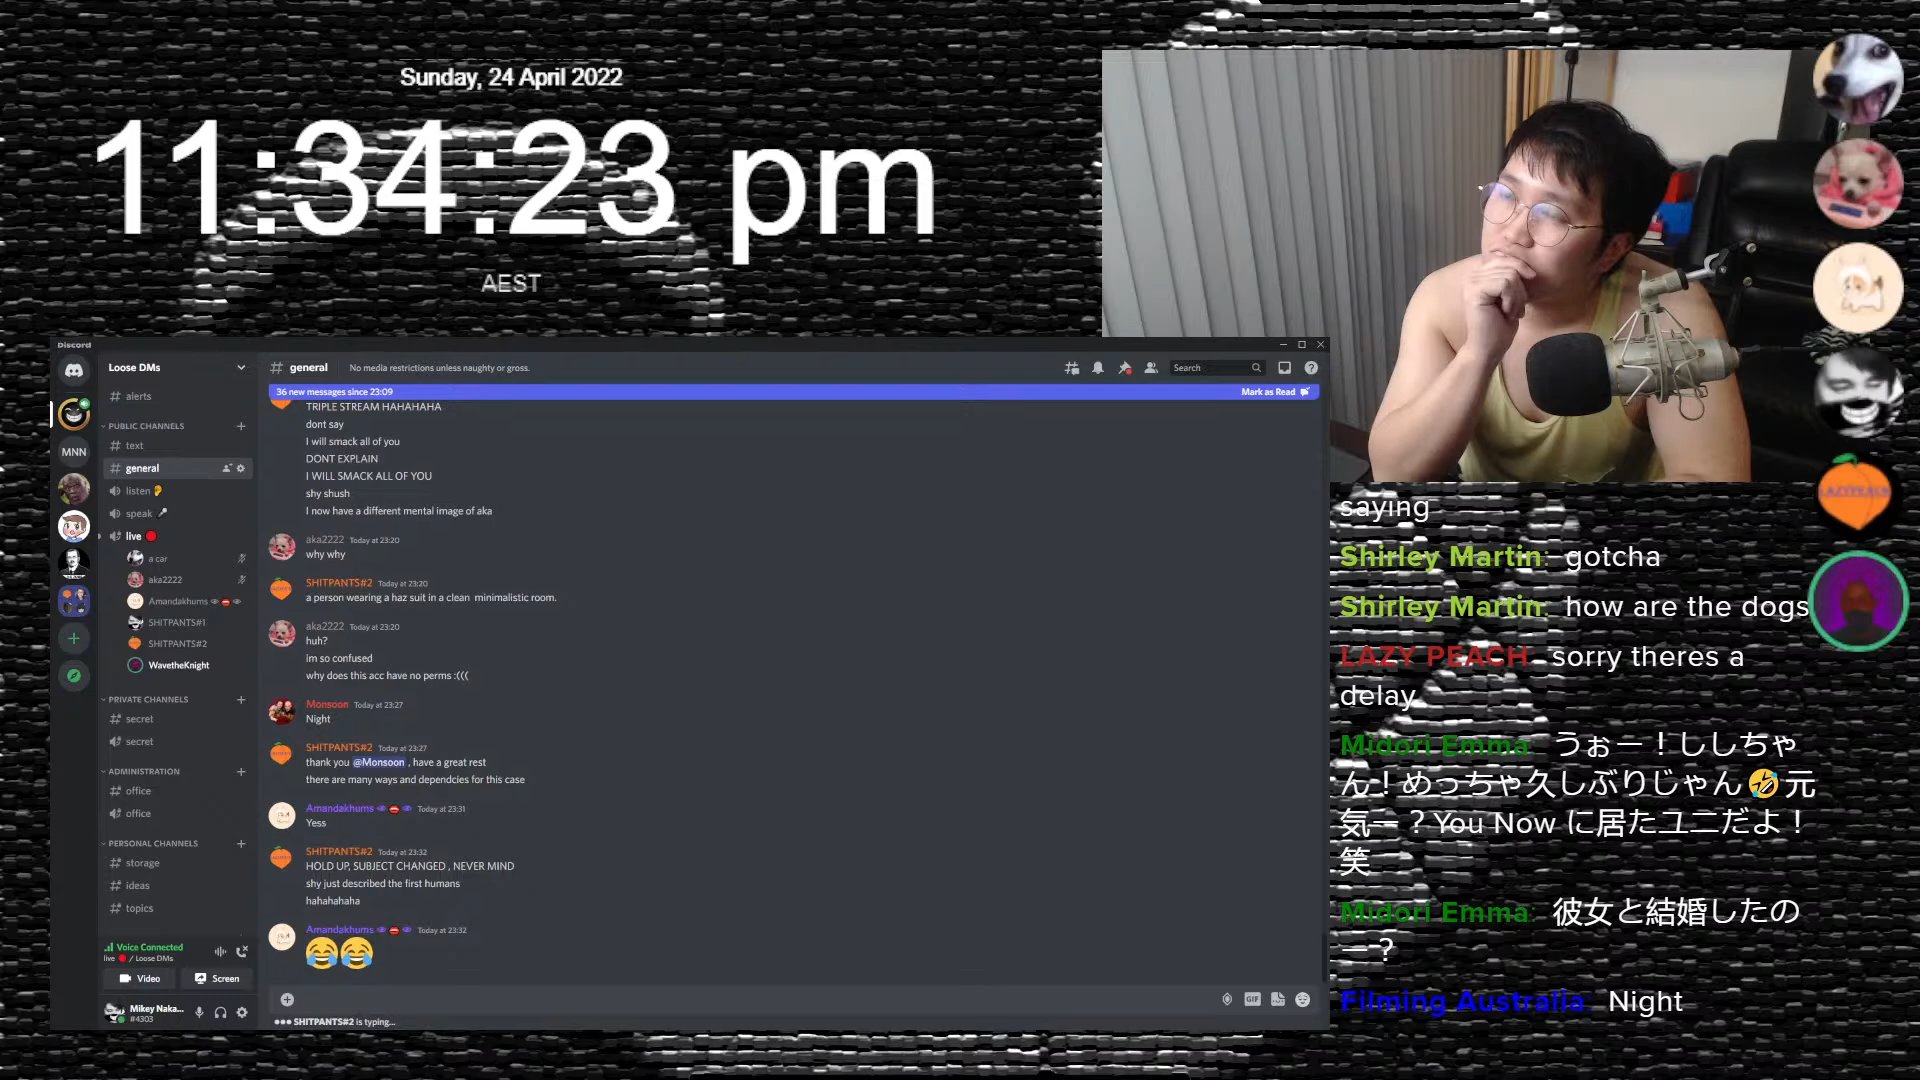 Sunday, 24 April 2022
11:34:23 pm
AEST
Discord
Loose DMs
general
No media restrictions unless naughty or gross.
Search
36 new messages since 23:09
Mark as Read
MNN
alerts
PUBLIC CHANNELS
text
general
listen 👂
speak 🎤
live 🔴
a car
aka2222
Amandakhums 👁️👄👁️
SHITPANTS#1
SHITPANTS#2
WavetheKnight
PRIVATE CHANNELS
secret
secret
ADMINISTRATION
office
office
PERSONAL CHANNELS
storage
ideas
topics
Voice Connected
live 🔴 / Loose DMs
Video
Screen
Mikey Naka...
#4303
TRIPLE STREAM HAHAHAHA
dont say
I will smack all of you
DONT EXPLAIN
I WILL SMACK ALL OF YOU
shy shush
I now have a different mental image of aka
aka2222 Today at 23:20
why why
SHITPANTS#2 Today at 23:20
a person wearing a haz suit in a clean minimalistic room.
aka2222 Today at 23:20
huh?
im so confused
why does this acc have no perms :(((
Monsoon Today at 23:27
Night
SHITPANTS#2 Today at 23:27
thank you @Monsoon , have a great rest
there are many ways and dependcies for this case
Amandakhums 👁️👄👁️ Today at 23:31
Yess
SHITPANTS#2 Today at 23:32
HOLD UP, SUBJECT CHANGED , NEVER MIND
shy just described the first humans
hahahahaha
Amandakhums 👁️👄👁️ Today at 23:32
😂😂
GIF
SHITPANTS#2 is typing...
saying
Shirley Martin: gotcha
Shirley Martin: how are the dogs
LAZY PEACH: sorry theres a
delay
Midori Emma: うぉー！ししちゃ
ん！めっちゃ久しぶりじゃん🤣元
気ー？You Now に居たユニだよ！
笑
Midori Emma: 彼女と結婚したの
ー？
Filming Australia: Night